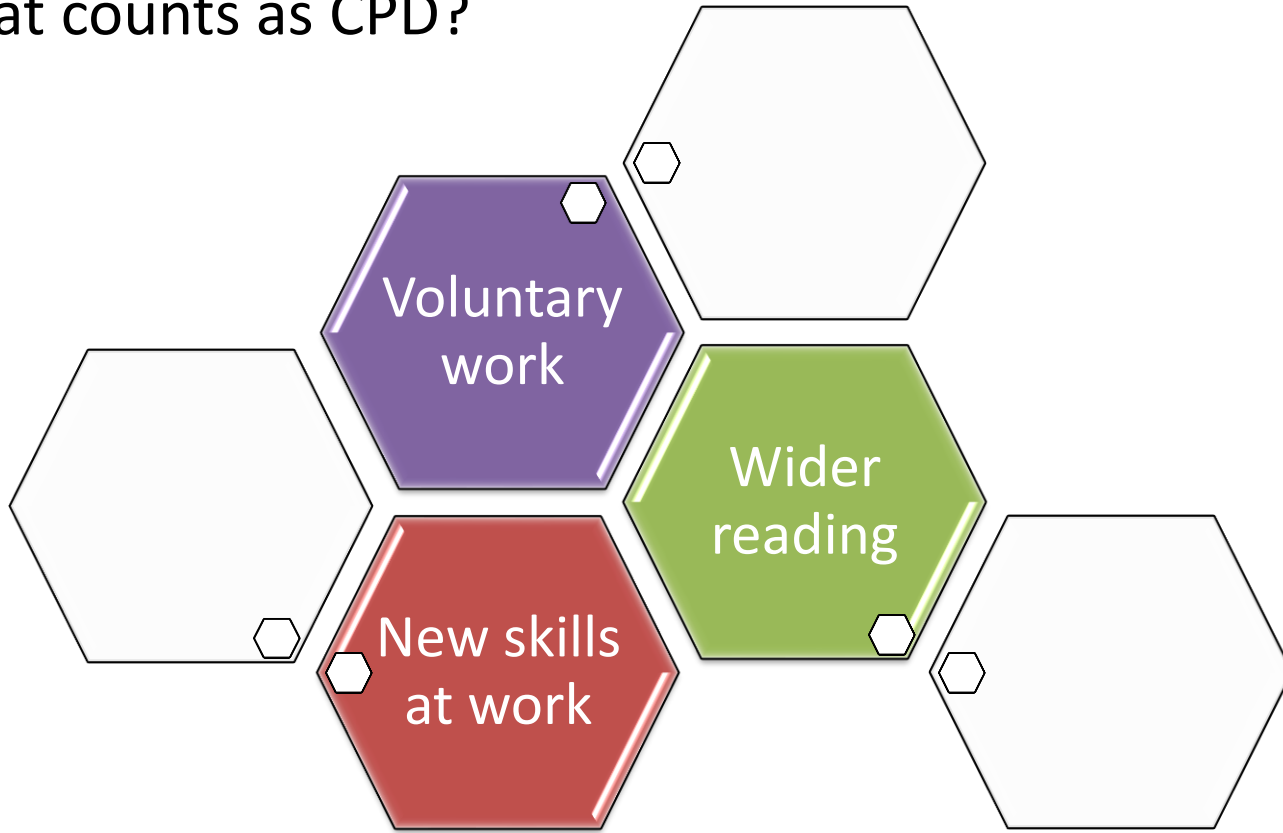 at counts as CPD?
Voluntary
work
Wider
reading
New skills
at work